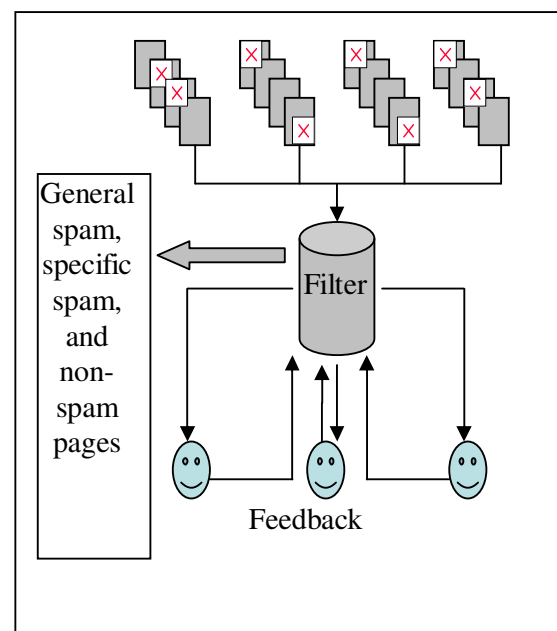 General
spam,
specific
spam,
and
non-
spam
pages
Filter
Feedback